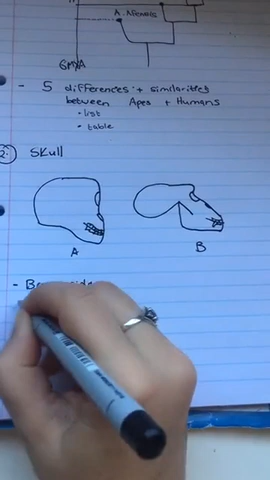 A. Afarensis
6MYA
- 5 differences + similarities
between Apes + Humans
• list
• table
2. Skull
A
B